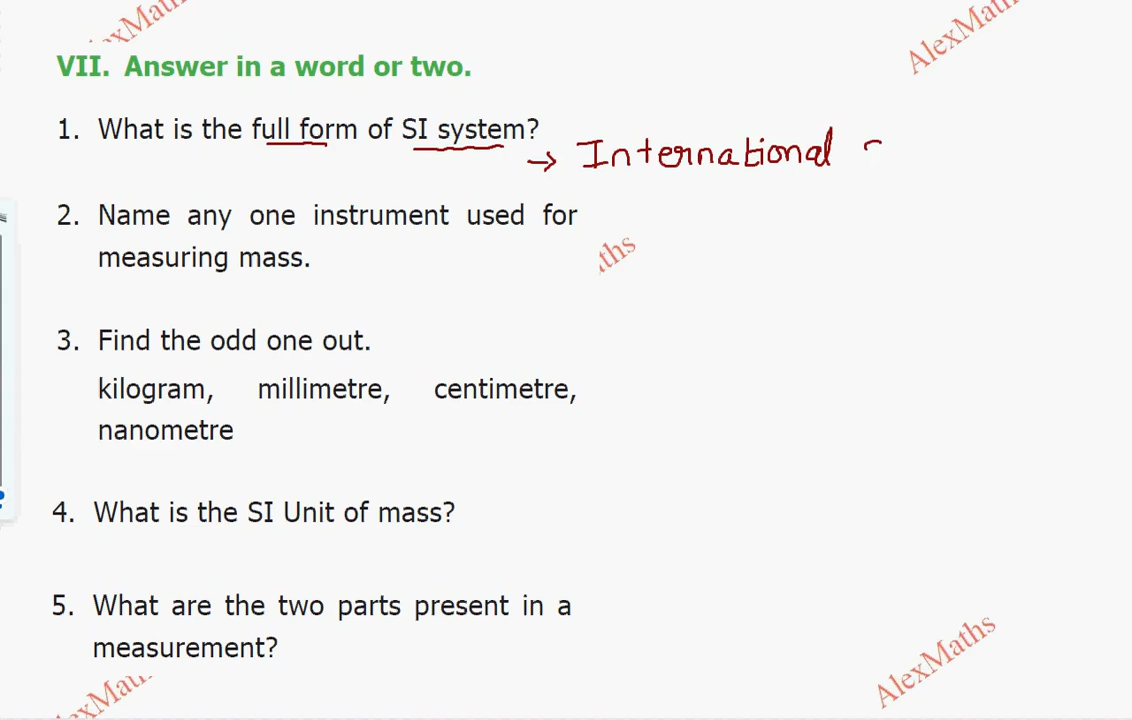 AlexMaths
VII. Answer in a word or two.
1. What is the full form of SI system?
→ International
2. Name any one instrument used for
measuring mass.
3. Find the odd one out.
kilogram, millimetre, centimetre,
nanometre
4. What is the SI Unit of mass?
5. What are the two parts present in a
measurement?
AlexMaths